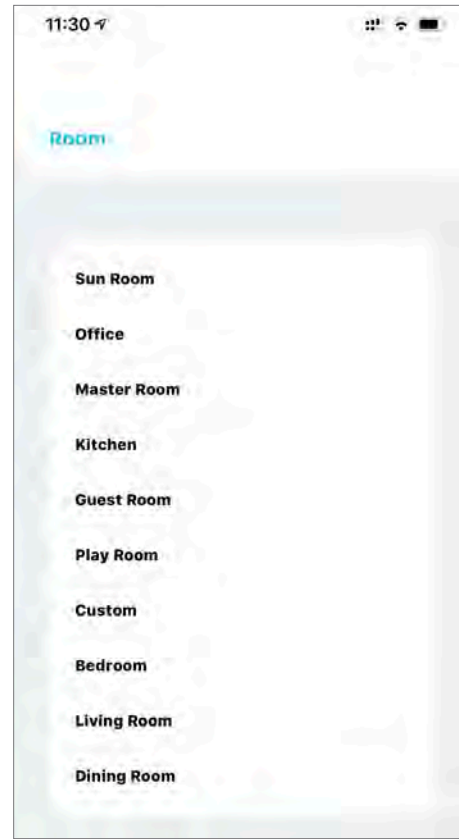 11:30
Room
Sun Room
Office
Master Room
Kitchen
Guest Room
Play Room
Custom
Bedroom
Living Room
Dining Room